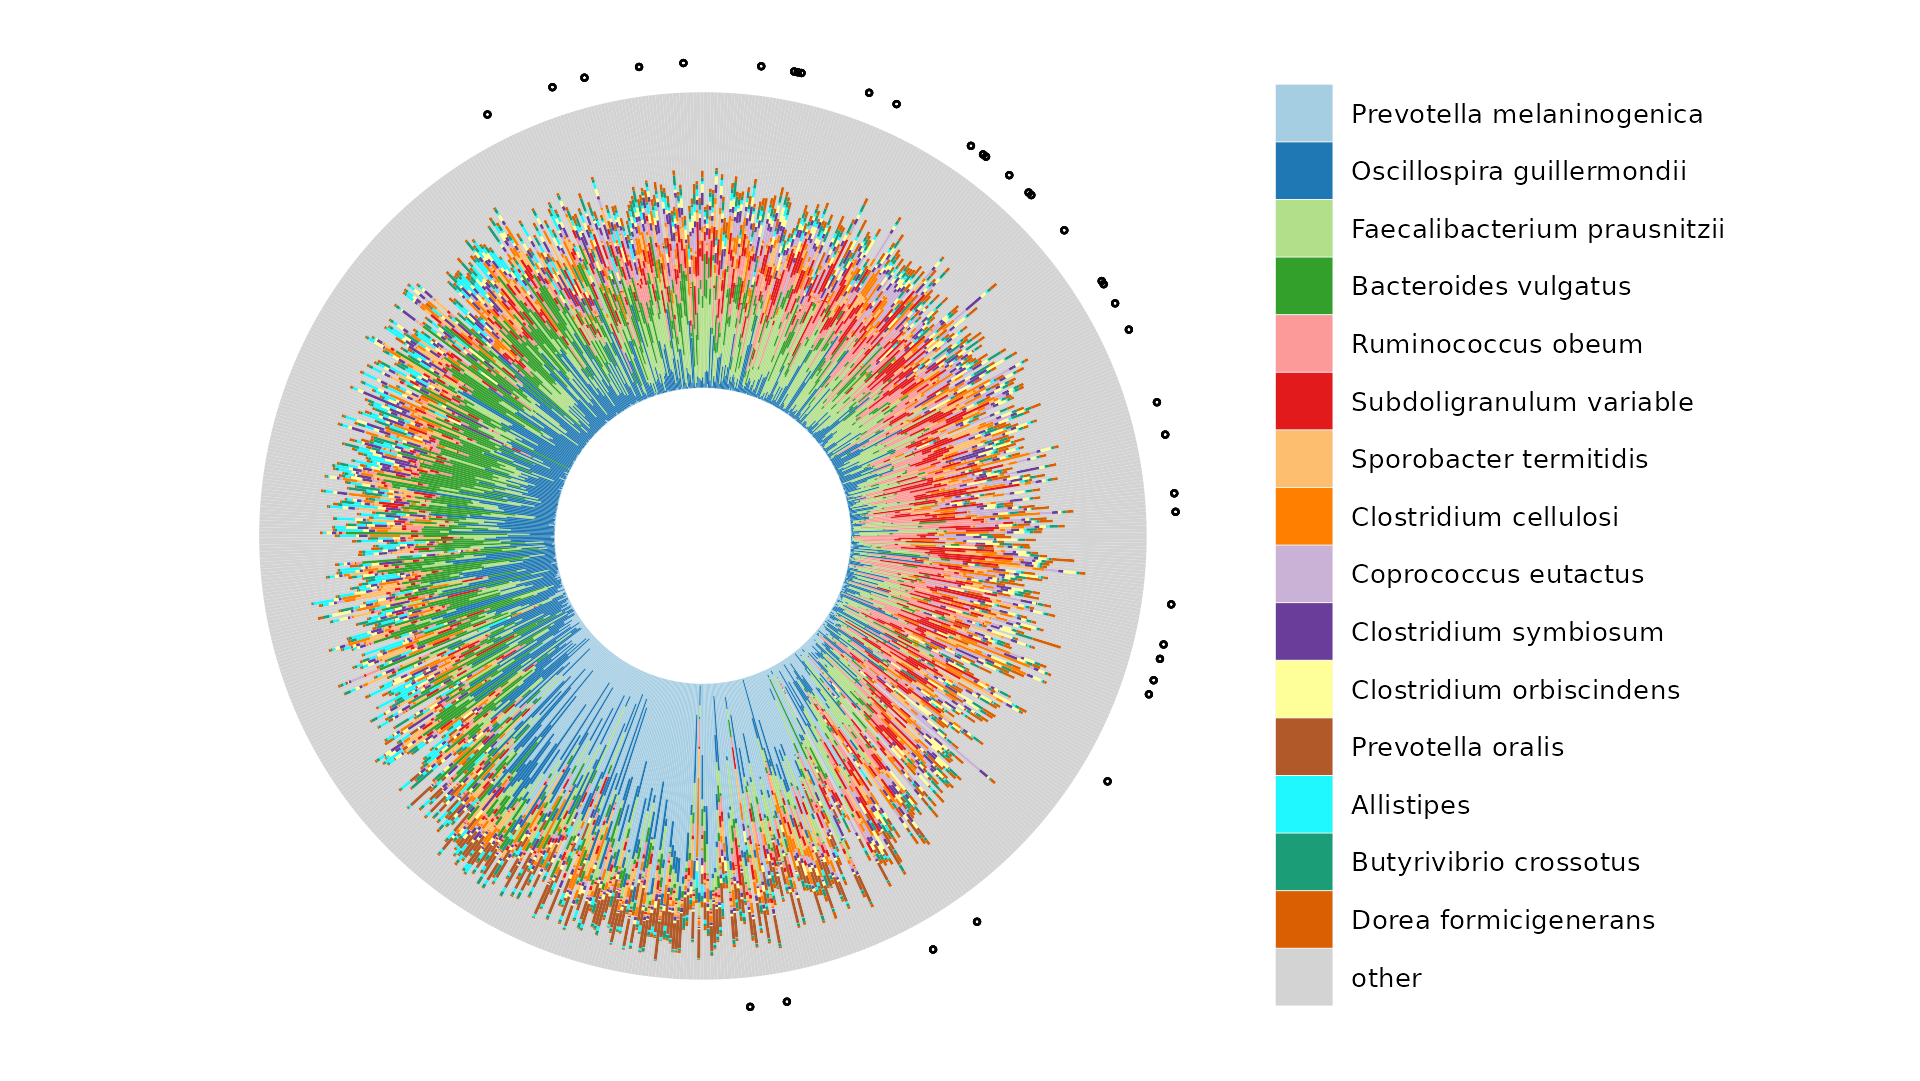 Prevotella melaninogenica
Oscillospira guillermondii
Faecalibacterium prausnitzii
Bacteroides vulgatus
Ruminococcus obeum
Subdoligranulum variable
Sporobacter termitidis
Clostridium cellulosi
Coprococcus eutactus
Clostridium symbiosum
Clostridium orbiscindens
Prevotella oralis
Allistipes
Butyrivibrio crossotus
Dorea formicigenerans
other